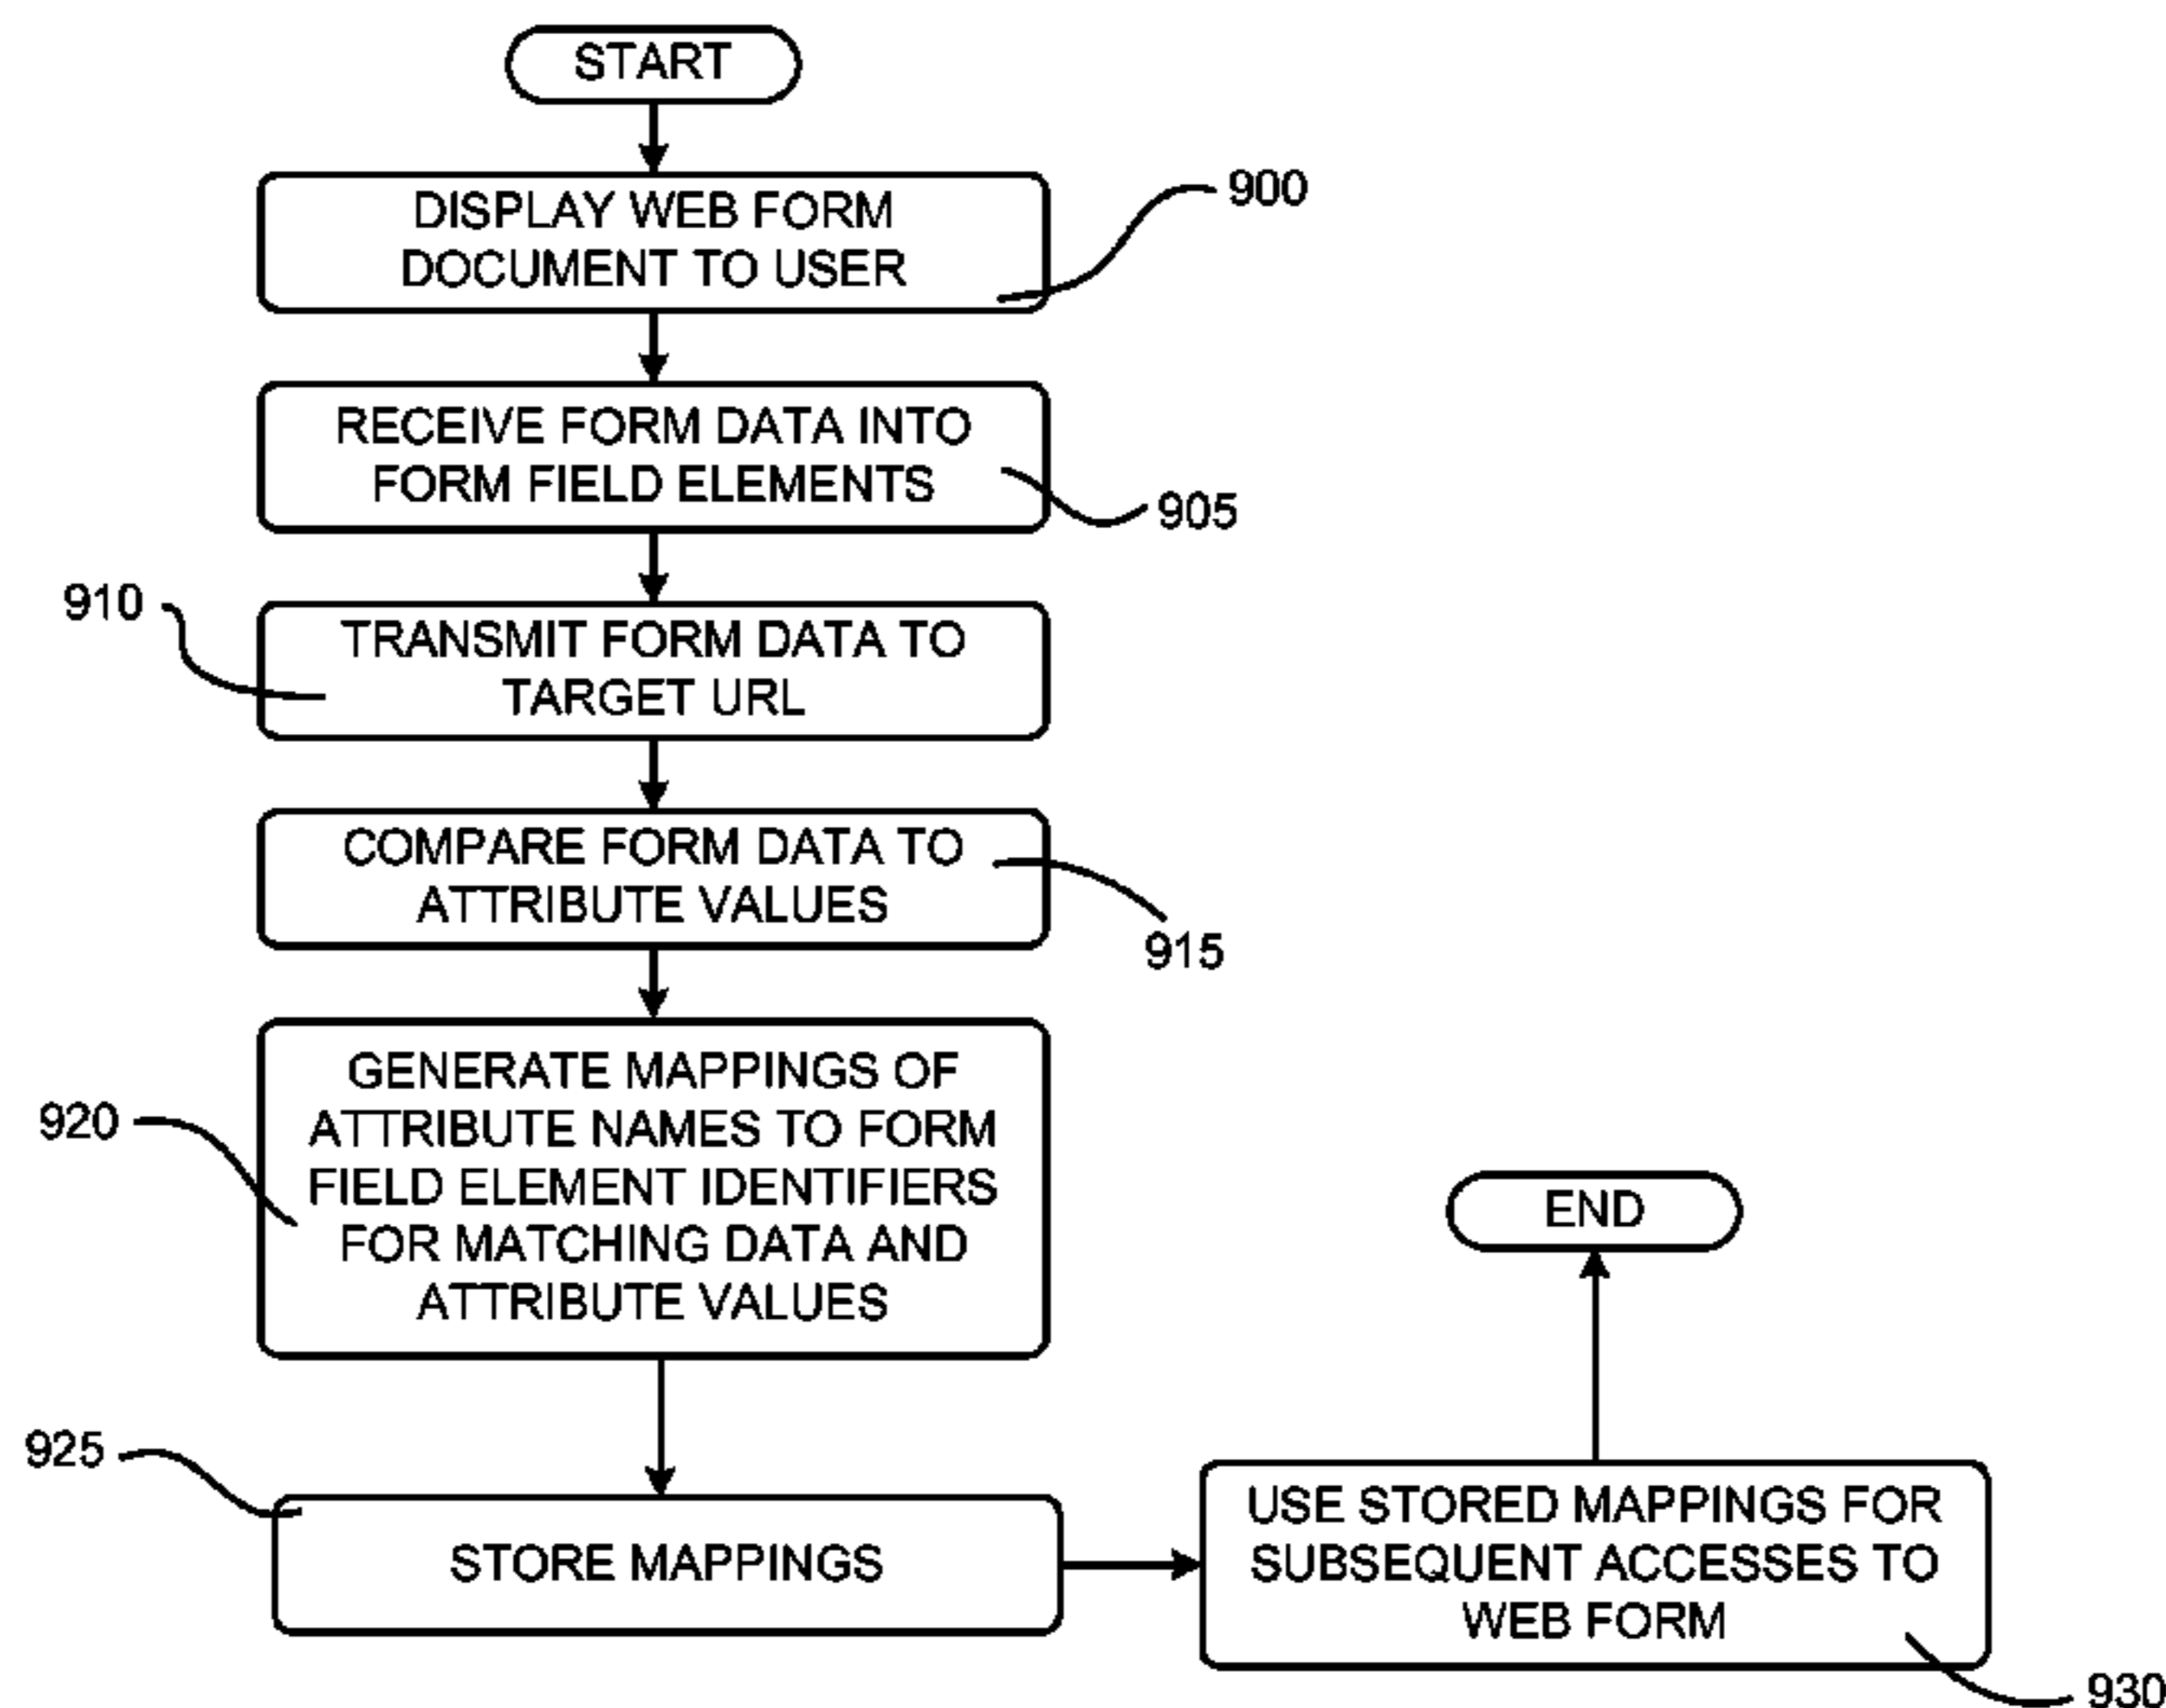 START
DISPLAY WEB FORM
DOCUMENT TO USER
900
RECEIVE FORM DATA INTO
FORM FIELD ELEMENTS
905
910
TRANSMIT FORM DATA TO
TARGET URL
COMPARE FORM DATA TO
ATTRIBUTE VALUES
915
GENERATE MAPPINGS OF
ATTRIBUTE NAMES TO FORM
FIELD ELEMENT IDENTIFIERS
FOR MATCHING DATA AND
ATTRIBUTE VALUES
920
925
STORE MAPPINGS
USE STORED MAPPINGS FOR
SUBSEQUENT ACCESSES TO
WEB FORM
930
END